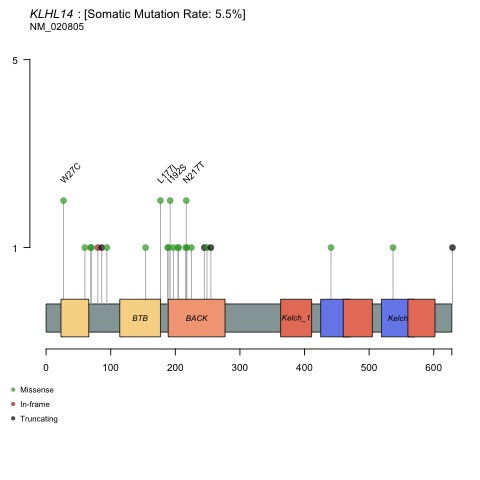 KLHL14 : [Somatic Mutation Rate: 5.5%]
NM_020805
5
W27C
L177I
I192S
N217T
1
BTB
BACK
Kelch_1
Kelch
0
100
200
300
400
500
600
Missense
In-frame
Truncating